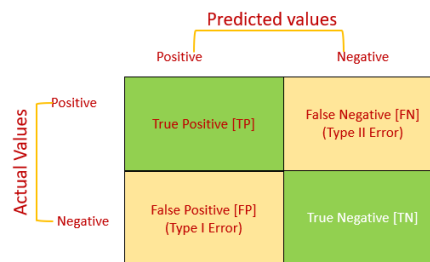 Predicted values
Positive
Negative
Actual Values
Positive
True Positive [TP]
False Negative [FN]
(Type II Error)
Negative
False Positive [FP]
(Type I Error)
True Negative [TN]